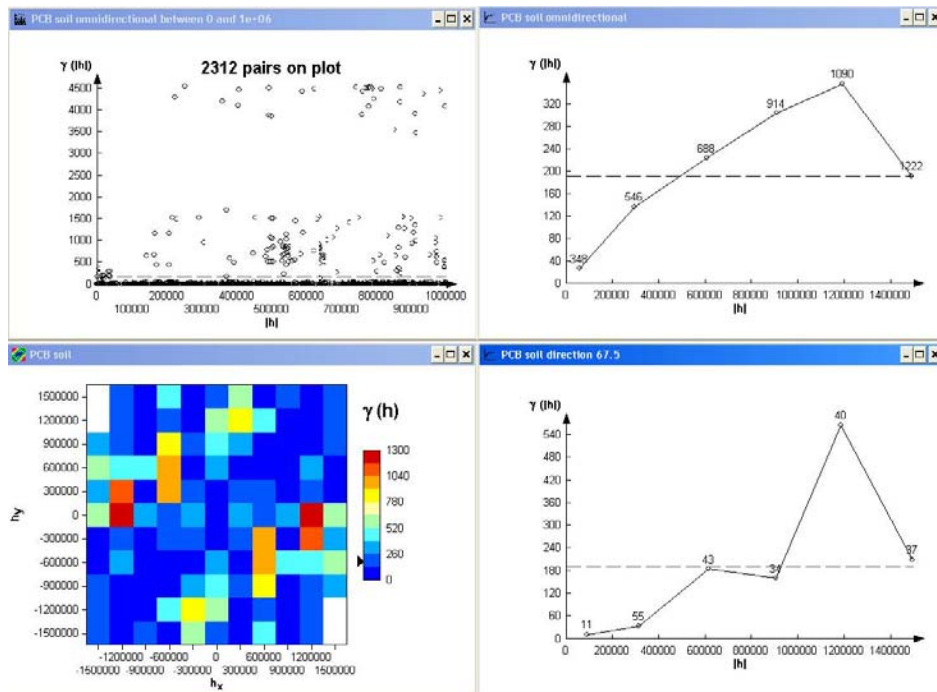 PCB soil omnidirectional between 0 and 1e+06
γ (|h|)
2312 pairs on plot
4500
4000
3500
3000
2500
2000
1500
1000
500
0
0 200000 400000 600000 800000 1000000
100000 300000 500000 700000 900000
|h|
PCB soil omnidirectional
γ (|h|)
1090
320
914
280
240
688
200
1222
160
546
120
80
348
40
0
0 200000 400000 600000 800000 1000000 1200000 1400000
|h|
PCB soil
1500000
1200000
900000
600000
300000
0
-300000
-600000
-900000
-1200000
-1500000
hy
-1200000 -600000 0 600000 1200000
-1500000 -900000 -300000 300000 900000 1500000
hx
γ (h)
1300
1040
780
520
260
0
PCB soil direction 67.5
γ (|h|)
40
540
480
420
360
300
240
37
180
43
34
120
60
55
11
0
0 200000 400000 600000 800000 1000000 1200000 1400000
|h|